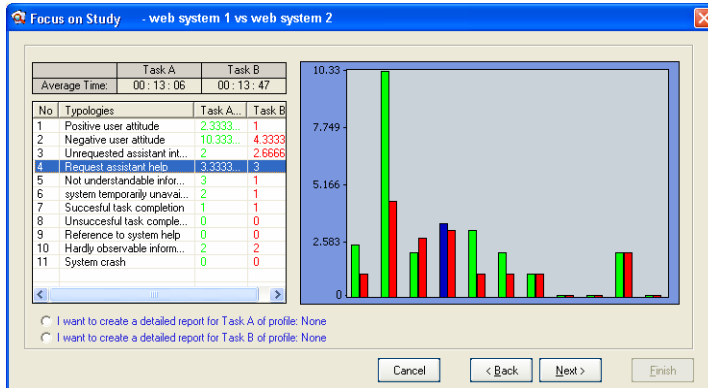 Focus on Study - web system 1 vs web system 2
Task A Task B
Average Time: 00 : 13 : 06 00 : 13 : 47
No Typologies Task A... Task B
1 Positive user attitude 2.3333... 1
2 Negative user attitude 10.333... 4.3333
3 Unrequested assistant int... 2 2.6666
4 Request assistant help 3.3333... 3
5 Not understandable infor... 3 1
6 system temporarily unavai... 2 1
7 Succesful task completion 1 1
8 Unsuccesful task comple... 0 0
9 Reference to system help 0 0
10 Hardly observable inform... 2 2
11 System crash 0 0
10.33
7.749
5.166
2.583
0
I want to create a detailed report for Task A of profile: None
I want to create a detailed report for Task B of profile: None
Cancel < Back Next > Finish